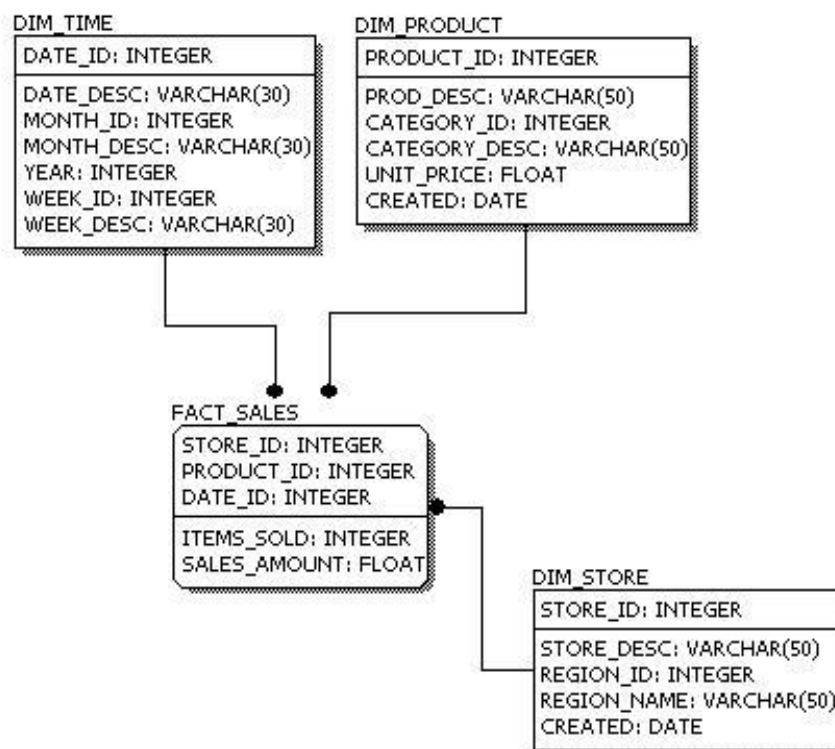 DIM_TIME
DATE_ID: INTEGER
DATE_DESC: VARCHAR(30)
MONTH_ID: INTEGER
MONTH_DESC: VARCHAR(30)
YEAR: INTEGER
WEEK_ID: INTEGER
WEEK_DESC: VARCHAR(30)
DIM_PRODUCT
PRODUCT_ID: INTEGER
PROD_DESC: VARCHAR(50)
CATEGORY_ID: INTEGER
CATEGORY_DESC: VARCHAR(50)
UNIT_PRICE: FLOAT
CREATED: DATE
FACT_SALES
STORE_ID: INTEGER
PRODUCT_ID: INTEGER
DATE_ID: INTEGER
ITEMS_SOLD: INTEGER
SALES_AMOUNT: FLOAT
DIM_STORE
STORE_ID: INTEGER
STORE_DESC: VARCHAR(50)
REGION_ID: INTEGER
REGION_NAME: VARCHAR(50)
CREATED: DATE